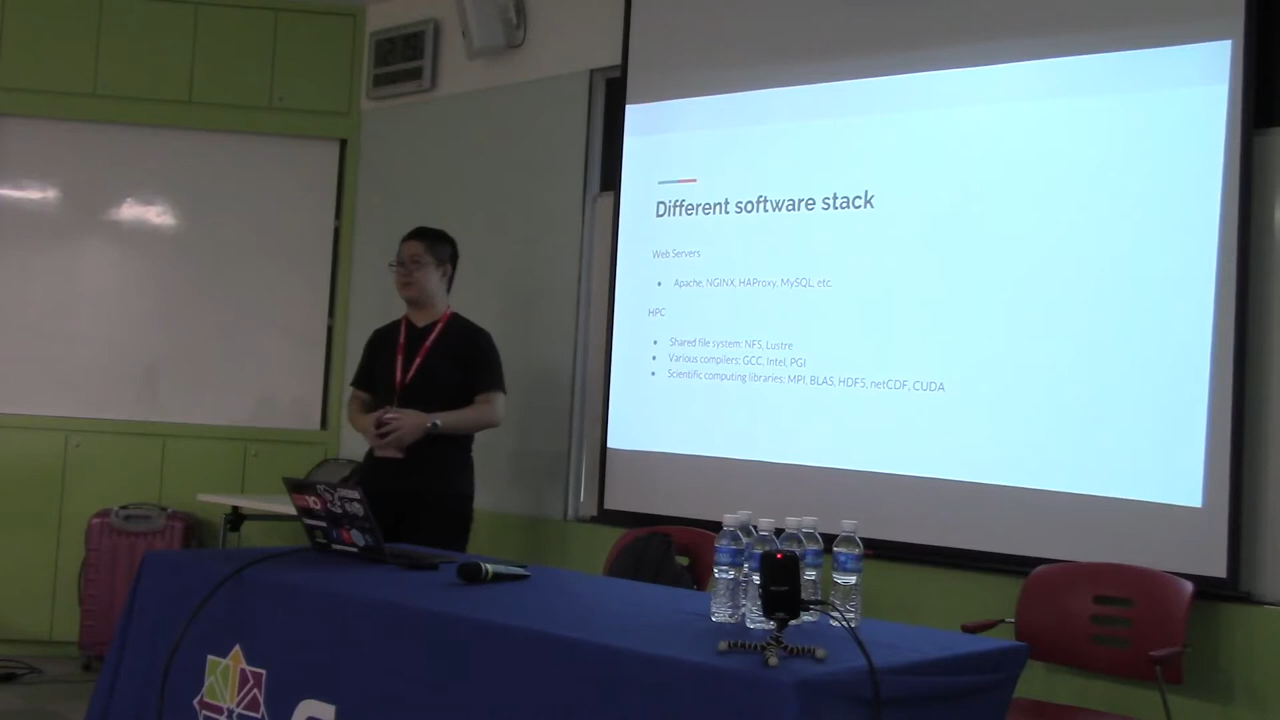 Different software stack
Web Servers
Apache, NGINX, HAProxy, MySQL, etc.
HPC
Shared file system: NFS, Lustre
Various compilers: GCC, Intel, PGI
Scientific computing libraries: MPI, BLAS, HDF5, netCDF, CUDA